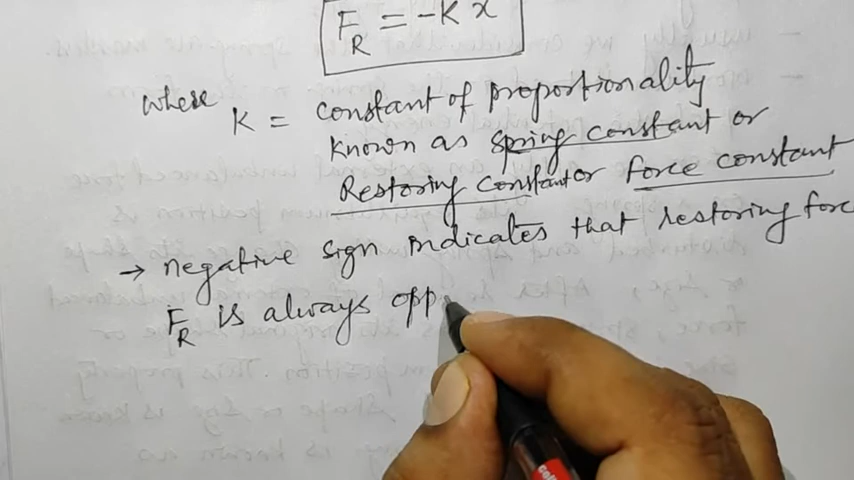 F_R = -K x
where K = constant of proportionality
known as spring constant or
Restoring constant or force constant
→ negative sign indicates that restoring force
F_R is always opp